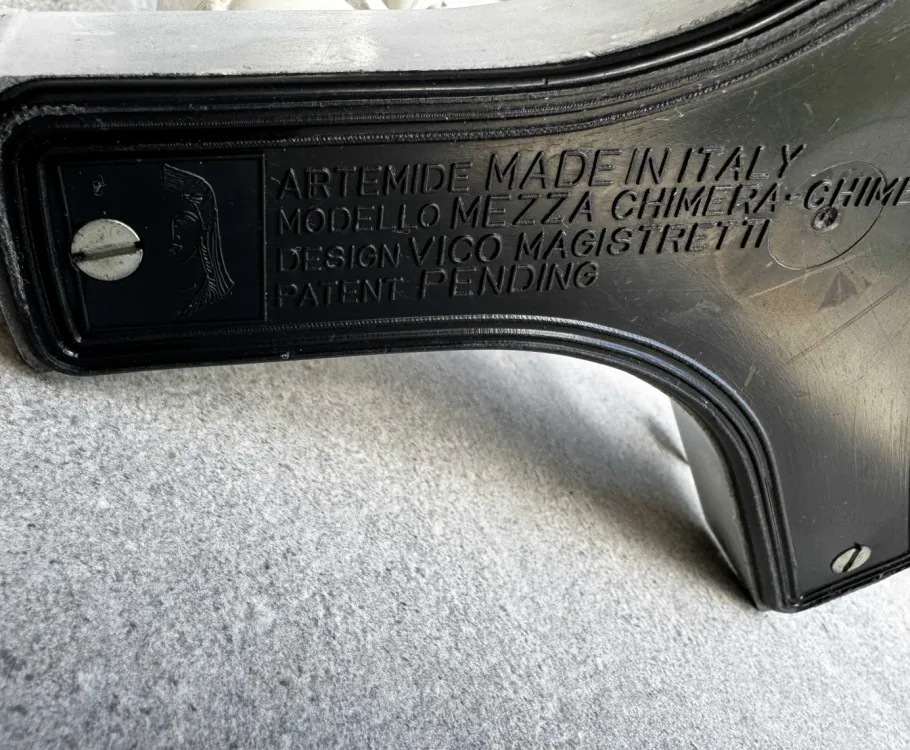 ARTEMIDE MADE IN ITALY
MODELLO MEZZA CHIMERA-CHIME
DESIGN VICO MAGISTRETTI
PATENT PENDING